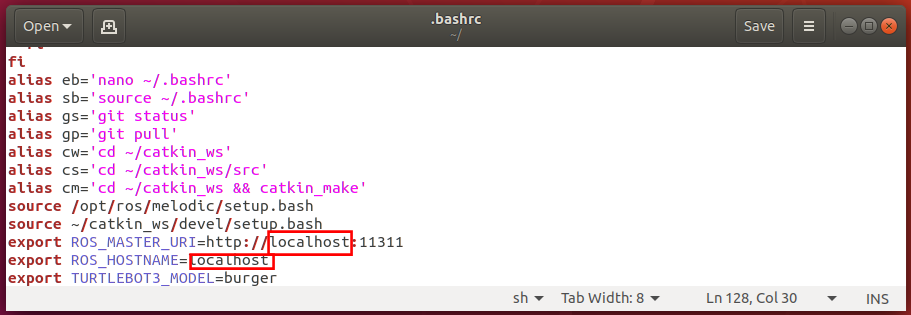 Open
.bashrc
~/
Save
fi
alias eb='nano ~/.bashrc'
alias sb='source ~/.bashrc'
alias gs='git status'
alias gp='git pull'
alias cw='cd ~/catkin_ws'
alias cs='cd ~/catkin_ws/src'
alias cm='cd ~/catkin_ws && catkin_make'
source /opt/ros/melodic/setup.bash
source ~/catkin_ws/devel/setup.bash
export ROS_MASTER_URI=http://localhost:11311
export ROS_HOSTNAME=localhost
export TURTLEBOT3_MODEL=burger
sh Tab Width: 8 Ln 128, Col 30 INS